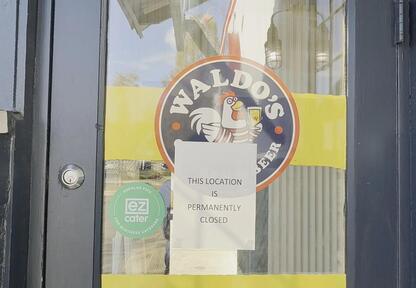 WALDO'S
BEER
THIS LOCATION
IS
PERMANENTLY
CLOSED
ez
cater